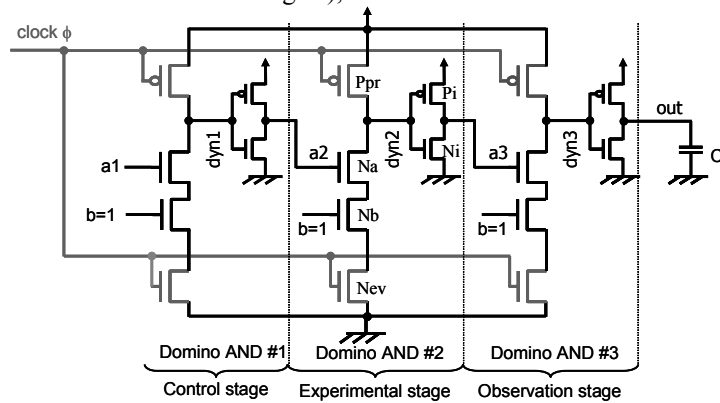 clock ϕ
Ppr
Pi
out
dyn1
dyn2
dyn3
a1
a2
Na
Ni
a3
b=1
b=1
Nb
b=1
Nev
Domino AND #1
Domino AND #2
Domino AND #3
Control stage
Experimental stage
Observation stage